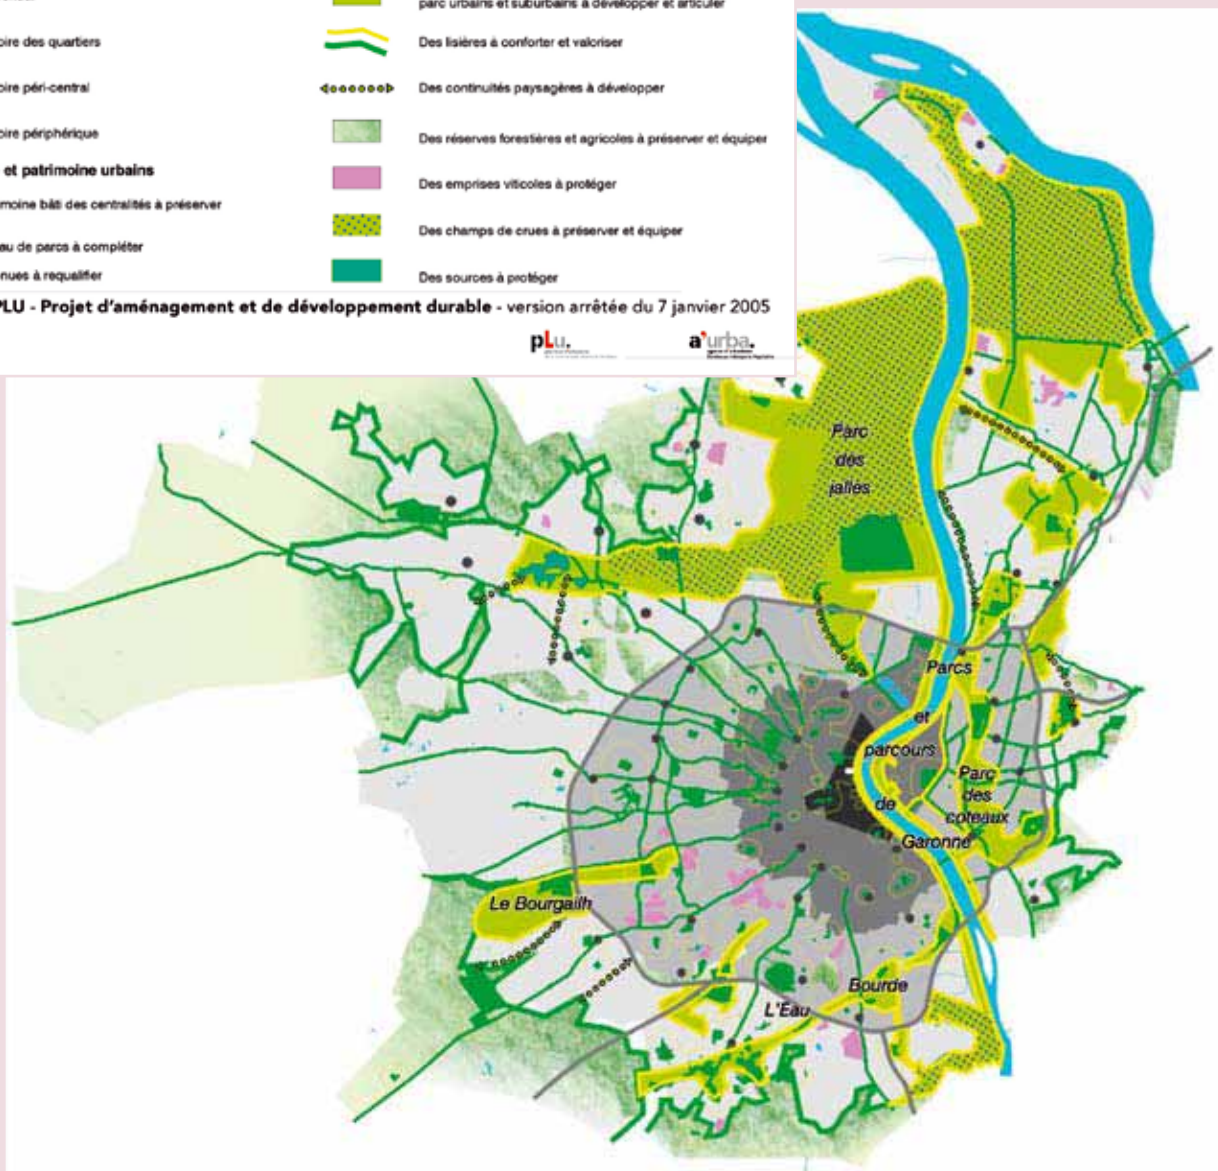 parc urbains et suburbains à développer et articuler
oire des quartiers
Des lisières à conforter et valoriser
oire péri-central
Des continuités paysagères à développer
oire périphérique
Des réserves forestières et agricoles à préserver et équiper
et patrimoine urbains
Des emprises viticoles à protéger
moine bâti des centralités à préserver
Des champs de crues à préserver et équiper
au de parcs à compléter
nues à requalifier
Des sources à protéger
PLU - Projet d'aménagement et de développement durable - version arrêtée du 7 janvier 2005
pLu.
a'urba.
Parc
des
jalles
Parcs
et
parcours
de
Garonne
Parc
des
coteaux
Le Bourgailh
L'Eau
Bourde